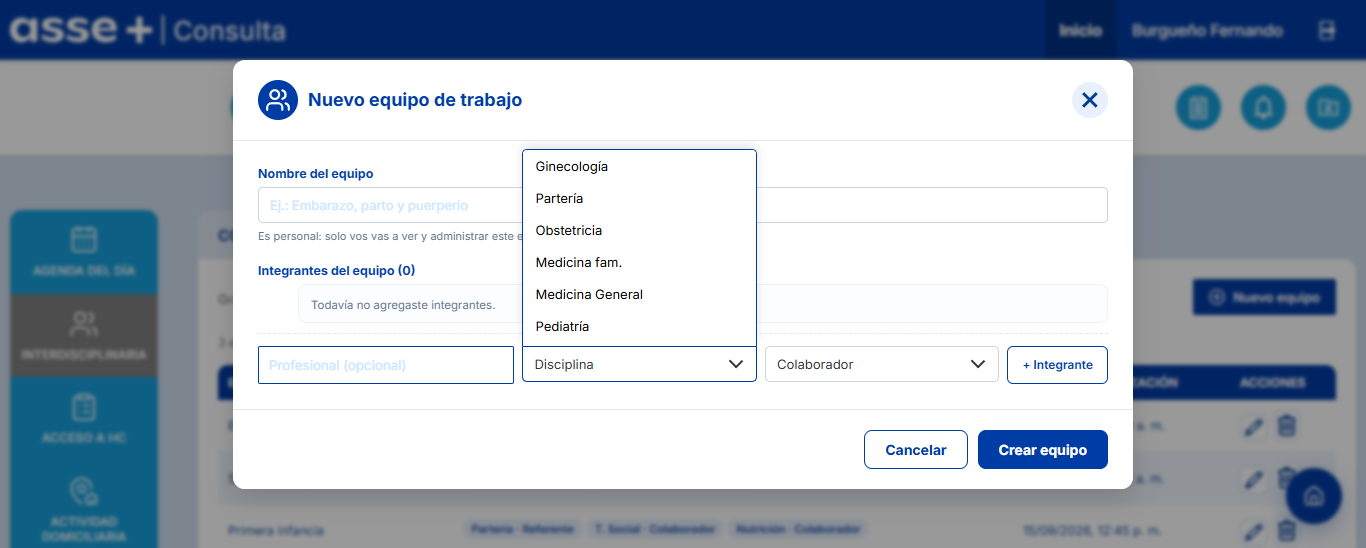 asse + | Consulta
Inicio
Burgueño Fernando
Nuevo equipo de trabajo
Nombre del equipo
Ej.: Embarazo, parto y puerperio
Es personal: solo vos vas a ver y administrar este e
Integrantes del equipo (0)
Todavía no agregaste integrantes.
Ginecología
Partería
Obstetricia
Medicina fam.
Medicina General
Pediatría
Profesional (opcional)
Disciplina
Colaborador
+ Integrante
Cancelar
Crear equipo
AGENDA DEL DÍA
INTERDISCIPLINARIA
ACCESO A HC
ACTIVIDAD
DOMICILIARIA
Nuevo equipo
ACCIONES
a. m.
a. m.
Primera infancia
Partería · Referente
T. Social · Colaborador
Nutrición · Colaborador
15/09/2026, 12:45 p. m.